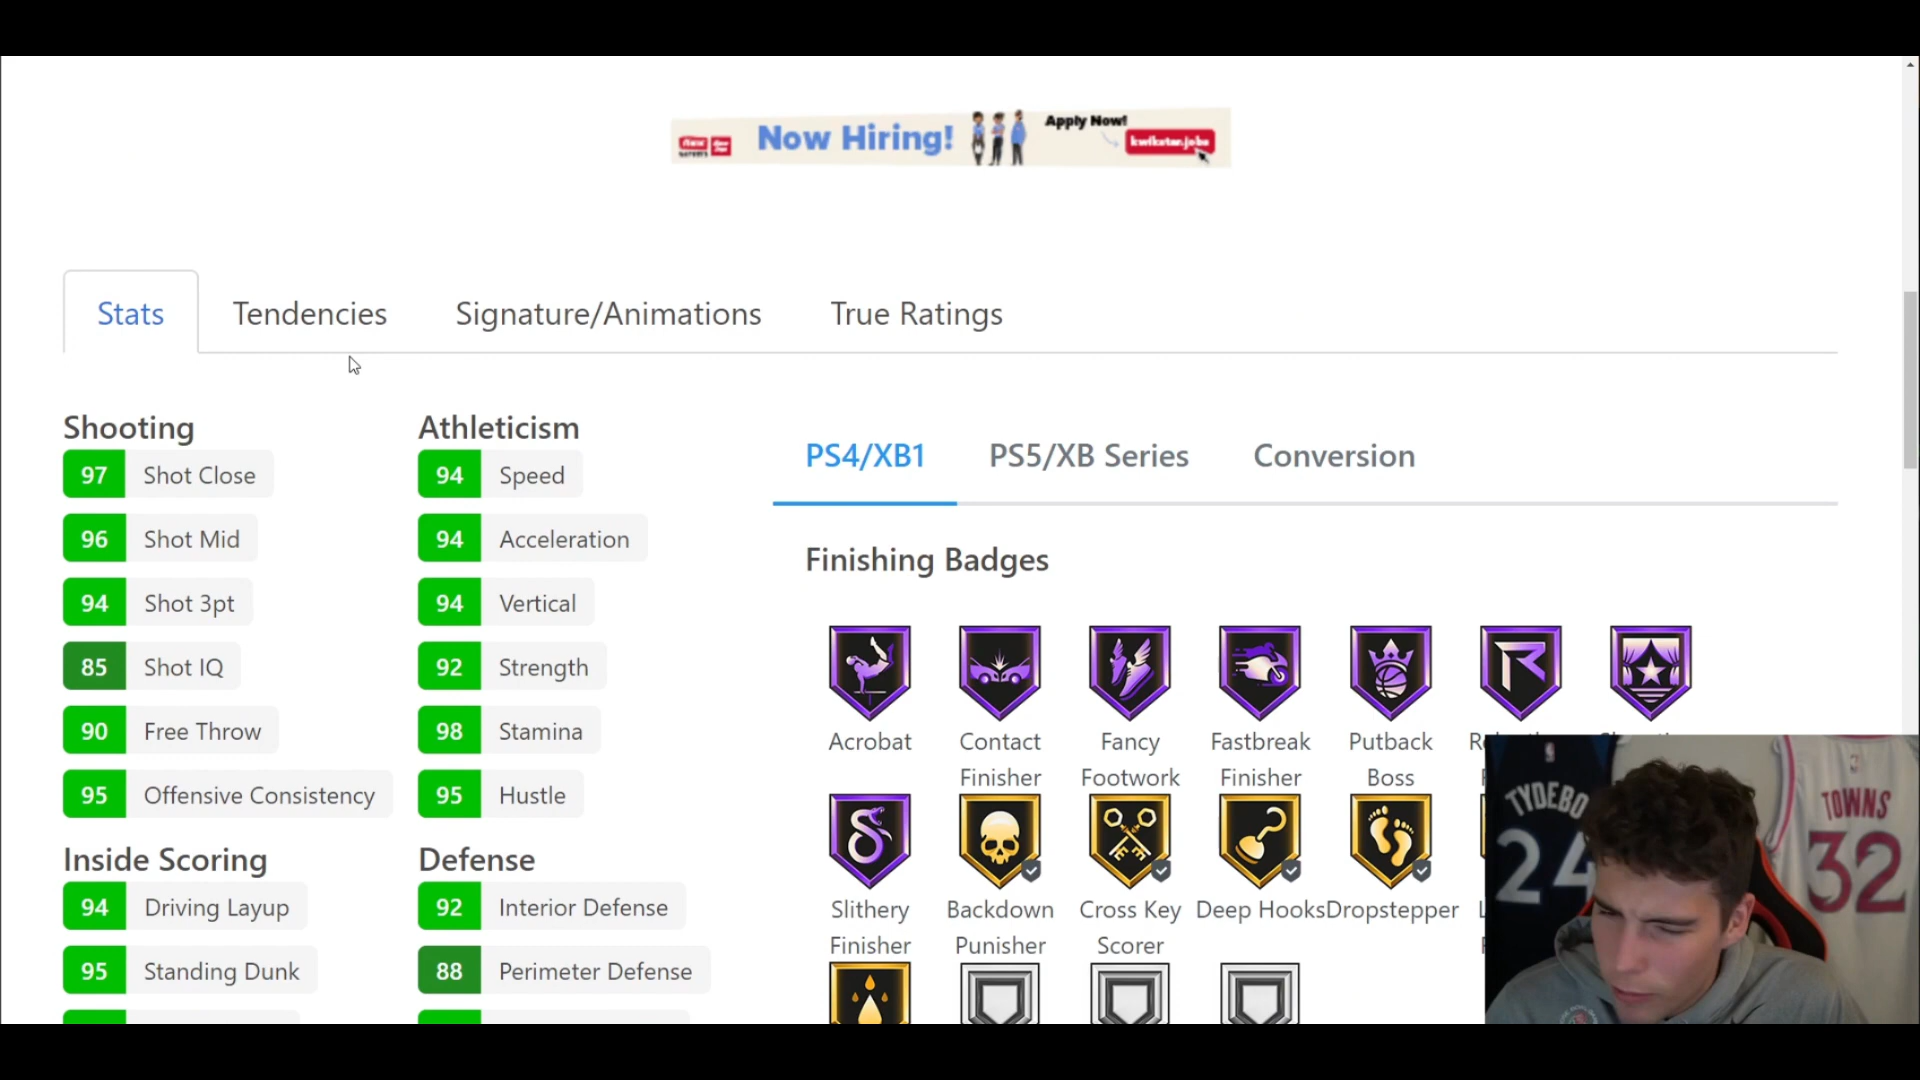 Now Hiring!
Apply Now!
kwikstar.jobs
Stats
Tendencies
Signature/Animations
True Ratings
Shooting
97 Shot Close
96 Shot Mid
94 Shot 3pt
85 Shot IQ
90 Free Throw
95 Offensive Consistency
Inside Scoring
94 Driving Layup
95 Standing Dunk
Athleticism
94 Speed
94 Acceleration
94 Vertical
92 Strength
98 Stamina
95 Hustle
Defense
92 Interior Defense
88 Perimeter Defense
PS4/XB1
PS5/XB Series
Conversion
Finishing Badges
Acrobat
Contact
Finisher
Fancy
Footwork
Fastbreak
Finisher
Putback
Boss
Slithery
Finisher
Backdown
Punisher
Cross Key
Scorer
Deep Hooks
Dropstepper
TYDEBO
24
TOWNS
32